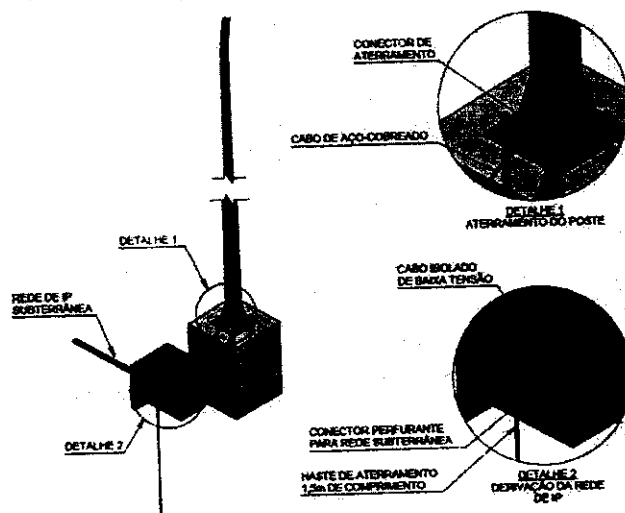 CONECTOR DE
ATERRAMENTO
CABO DE AÇO-COBREADO
DETALHE 1
ATERRAMENTO DO POSTE
DETALHE 1
REDE DE IP
SUBTERRÂNEA
CABO ISOLADO
DE BAIXA TENSÃO
DETALHE 2
CONECTOR PERFURANTE
PARA REDE SUBTERRÂNEA
HASTE DE ATERRAMENTO
1,5m DE COMPRIMENTO
DETALHE 2
DERIVAÇÃO DA REDE
DE IP